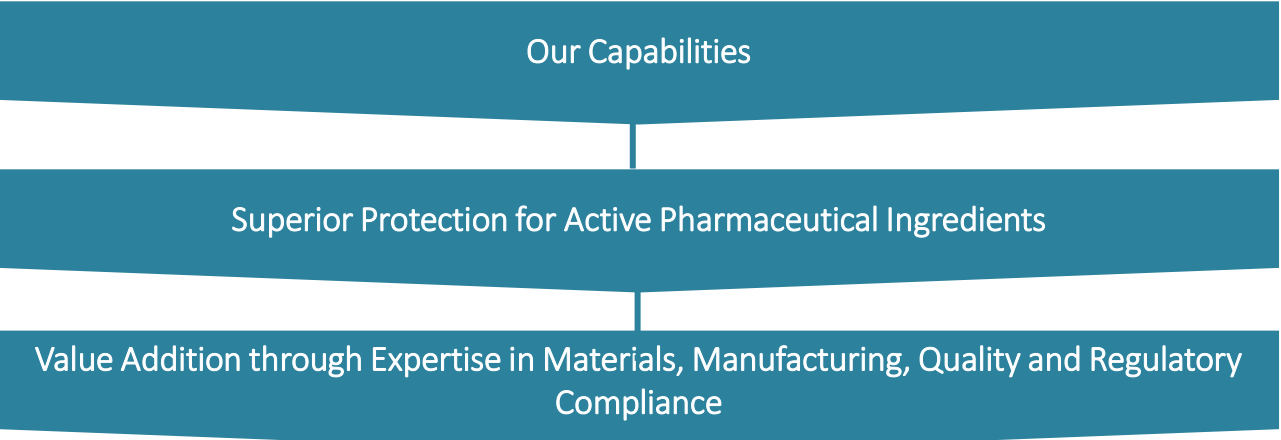 Our Capabilities
Superior Protection for Active Pharmaceutical Ingredients
Value Addition through Expertise in Materials, Manufacturing, Quality and Regulatory
Compliance